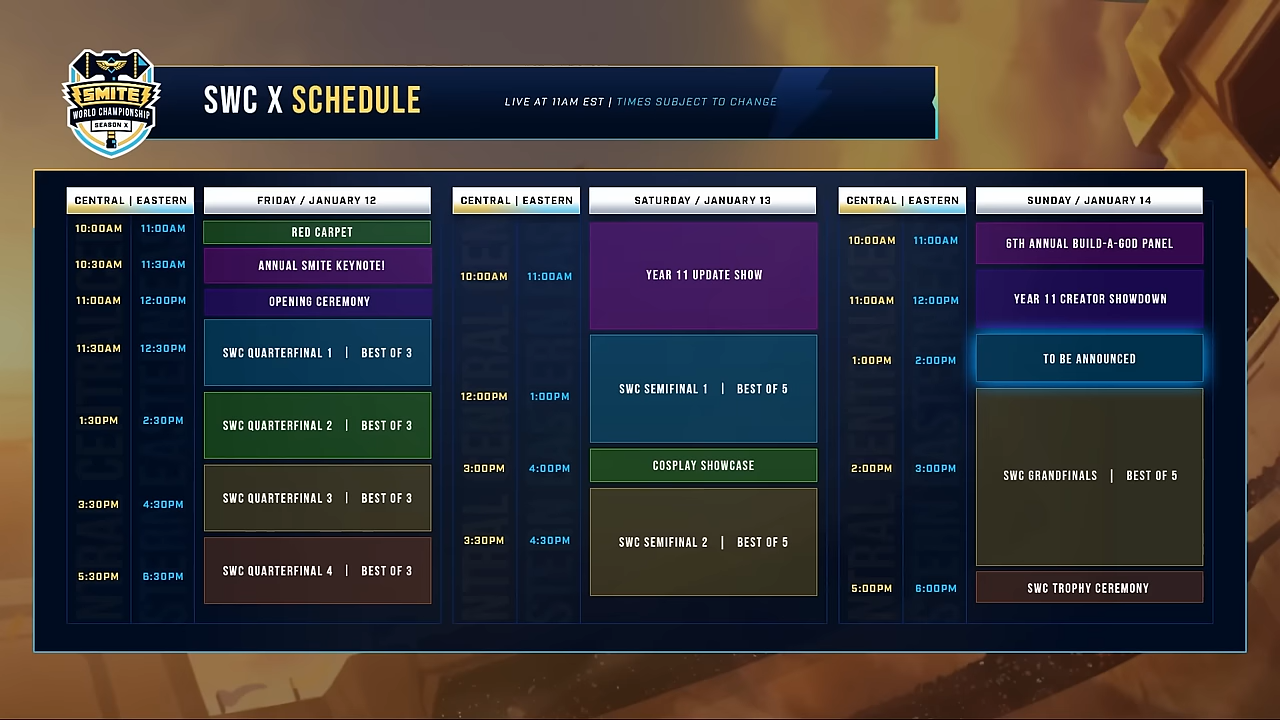 SMITE
WORLD CHAMPIONSHIP
SEASON X
SWC X SCHEDULE
LIVE AT 11AM EST | TIMES SUBJECT TO CHANGE
CENTRAL | EASTERN
FRIDAY / JANUARY 12
10:00AM 11:00AM RED CARPET
10:30AM 11:30AM ANNUAL SMITE KEYNOTE!
11:00AM 12:00PM OPENING CEREMONY
11:30AM 12:30PM SWC QUARTERFINAL 1 | BEST OF 3
1:30PM 2:30PM SWC QUARTERFINAL 2 | BEST OF 3
3:30PM 4:30PM SWC QUARTERFINAL 3 | BEST OF 3
5:30PM 6:30PM SWC QUARTERFINAL 4 | BEST OF 3
CENTRAL | EASTERN
SATURDAY / JANUARY 13
10:00AM 11:00AM YEAR 11 UPDATE SHOW
12:00PM 1:00PM SWC SEMIFINAL 1 | BEST OF 5
3:00PM 4:00PM COSPLAY SHOWCASE
3:30PM 4:30PM SWC SEMIFINAL 2 | BEST OF 5
CENTRAL | EASTERN
SUNDAY / JANUARY 14
10:00AM 11:00AM 6TH ANNUAL BUILD-A-GOD PANEL
11:00AM 12:00PM YEAR 11 CREATOR SHOWDOWN
1:00PM 2:00PM TO BE ANNOUNCED
2:00PM 3:00PM SWC GRANDFINALS | BEST OF 5
5:00PM 6:00PM SWC TROPHY CEREMONY